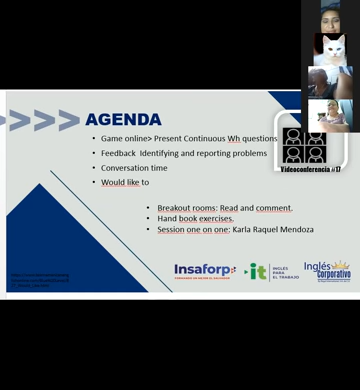 AGENDA
• Game online> Present Continuous Wh questions
• Feedback Identifying and reporting problems
• Conversation time
• Would like to
• Breakout rooms: Read and comment.
• Hand book exercises.
• Session one on one: Karla Raquel Mendoza
Videoconferencia #17
Insaforp
it
INGLÉS
PARA
EL TRABAJO
Inglés
Corporativo